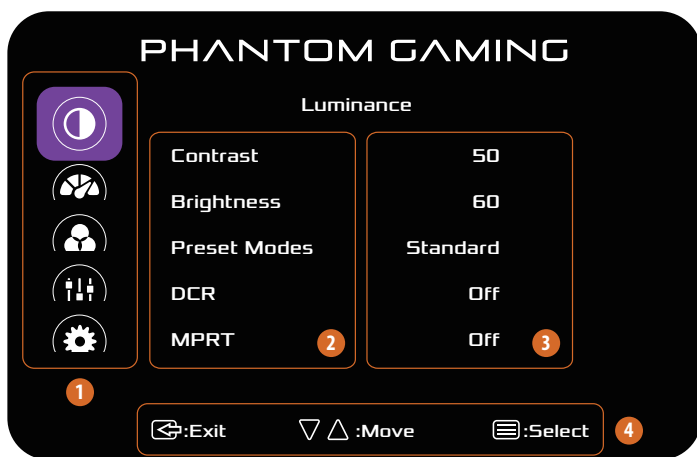 PHANTOM GAMING
Luminance
Contrast 50
Brightness 60
Preset Modes Standard
DCR Off
MPRT 2 Off 3
1
:Exit :Move :Select 4